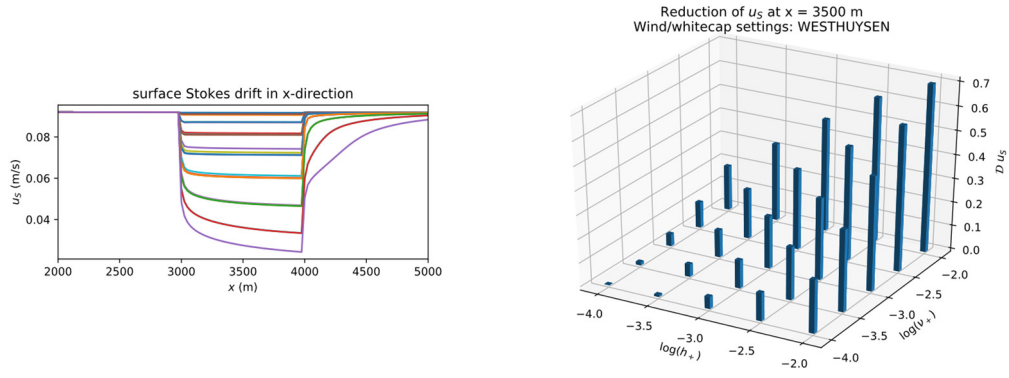 surface Stokes drift in x-direction
0.08
0.06
0.04
u_S (m/s)
2000 2500 3000 3500 4000 4500 5000
x (m)
Reduction of u_S at x = 3500 m
Wind/whitecap settings: WESTHUYSEN
0.7
0.6
0.5
0.4
0.3
0.2
0.1
0.0
𝒟 u_S
−4.0 −3.5 −3.0 −2.5 −2.0
log(h_+)
−4.0 −3.5 −3.0 −2.5 −2.0
log(ν_+)